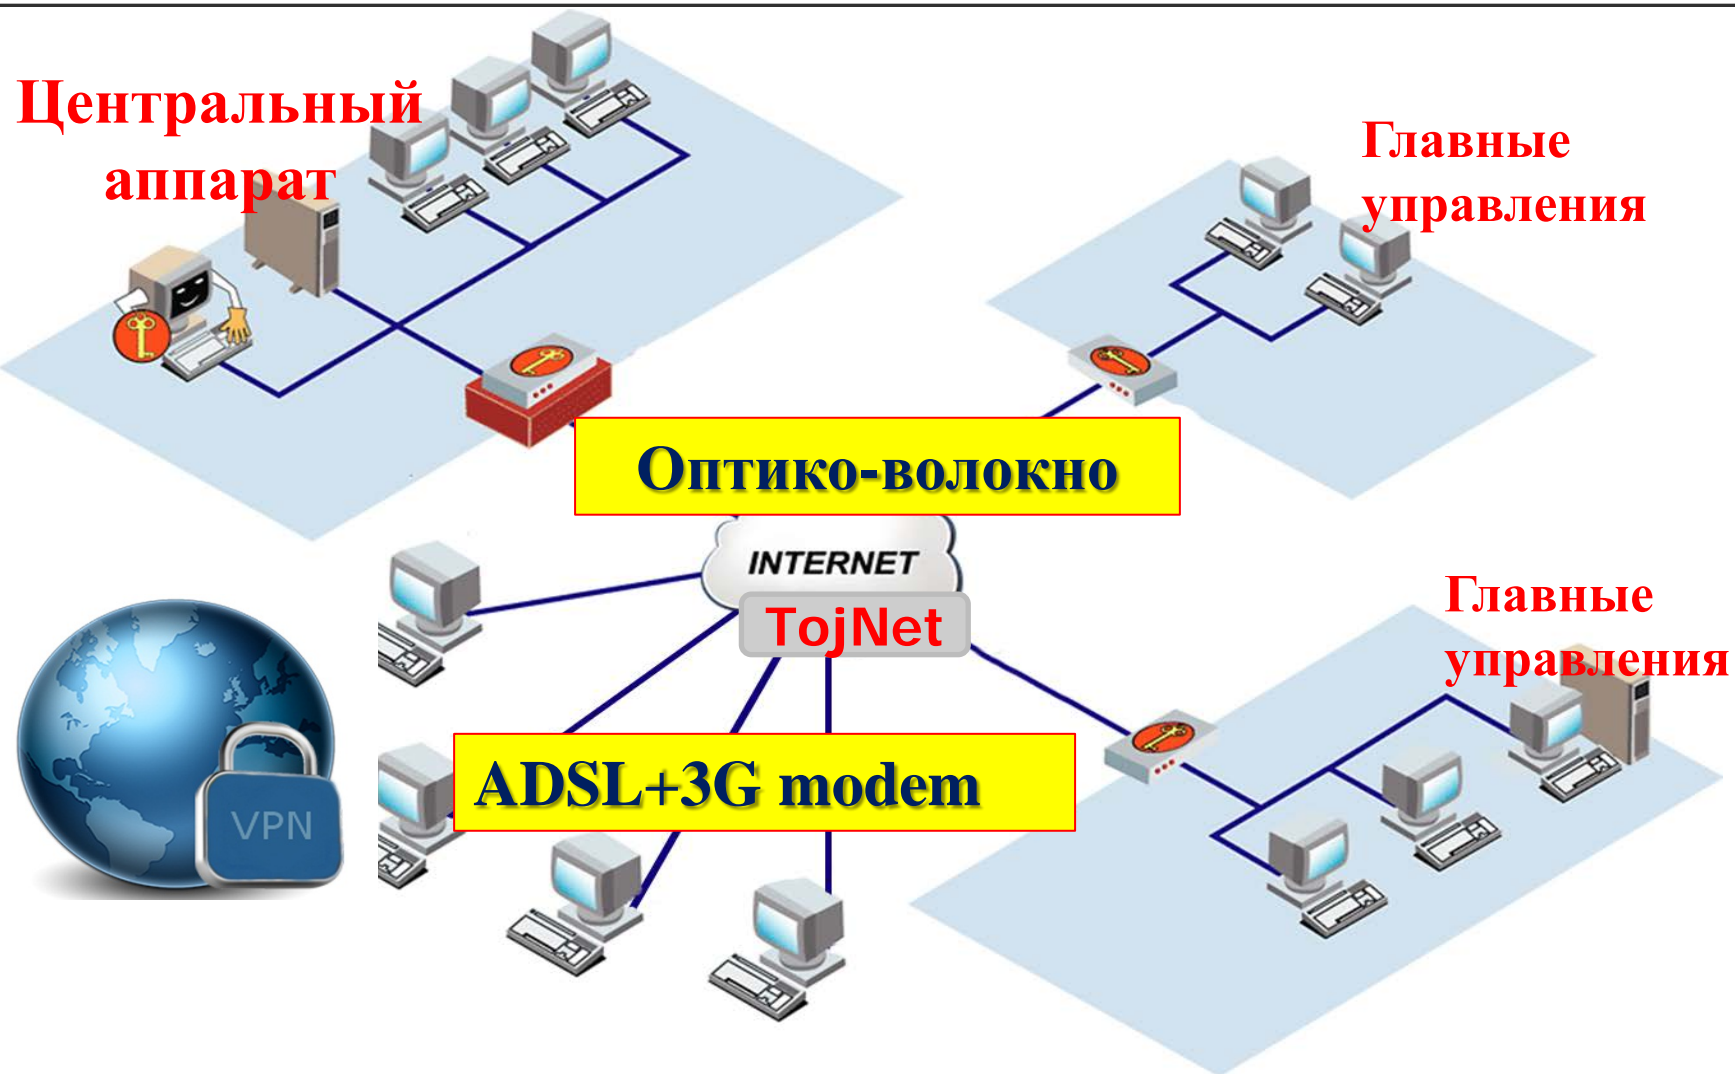 Центральный
аппарат
Главные
управления
Оптико-волокно
INTERNET
TojNet
Главные
управления
ADSL+3G modem
VPN